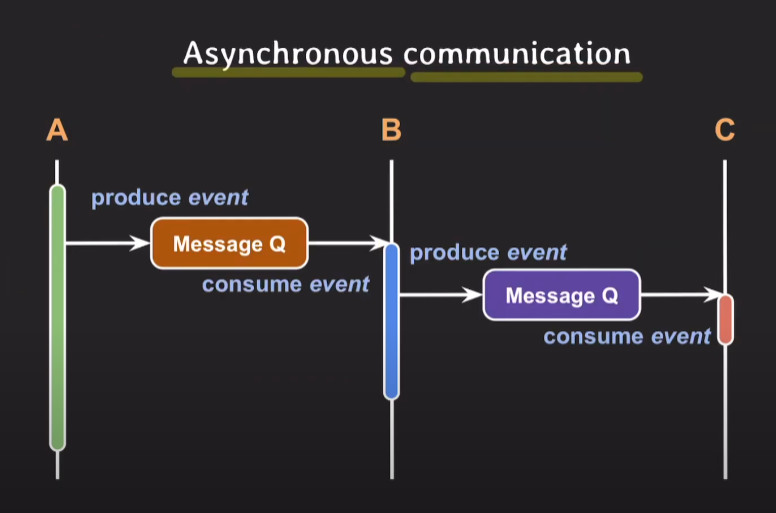 Asynchronous communication
A
B
C
produce event
Message Q
consume event
produce event
Message Q
consume event